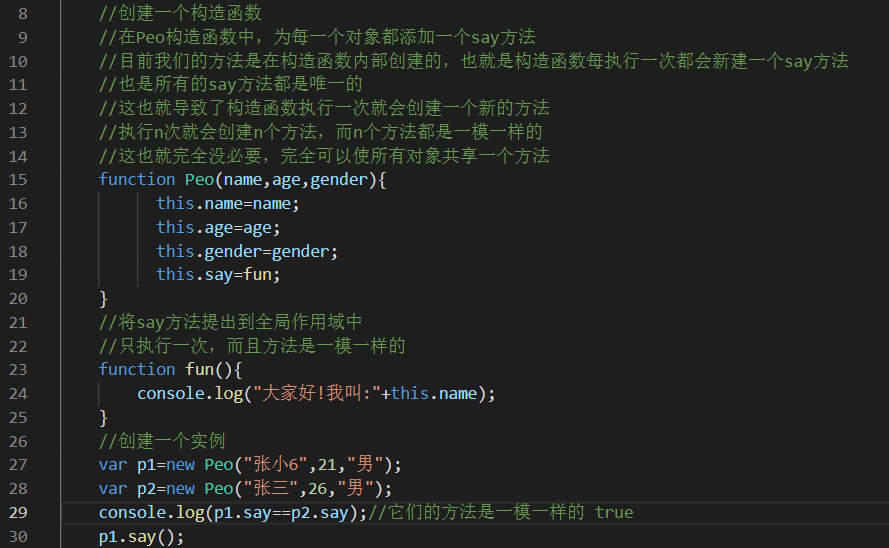 8 //创建一个构造函数
9 //在Peo构造函数中，为每一个对象都添加一个say方法
10 //目前我们的方法是在构造函数内部创建的，也就是构造函数每执行一次都会新建一个say方法
11 //也是所有的say方法都是唯一的
12 //这也就导致了构造函数执行一次就会创建一个新的方法
13 //执行n次就会创建n个方法，而n个方法都是一模一样的
14 //这也就完全没必要，完全可以使所有对象共享一个方法
15 function Peo(name,age,gender){
16 this.name=name;
17 this.age=age;
18 this.gender=gender;
19 this.say=fun;
20 }
21 //将say方法提出到全局作用域中
22 //只执行一次，而且方法是一模一样的
23 function fun(){
24 console.log("大家好!我叫:"+this.name);
25 }
26 //创建一个实例
27 var p1=new Peo("张小6",21,"男");
28 var p2=new Peo("张三",26,"男");
29 console.log(p1.say==p2.say);//它们的方法是一模一样的 true
30 p1.say();